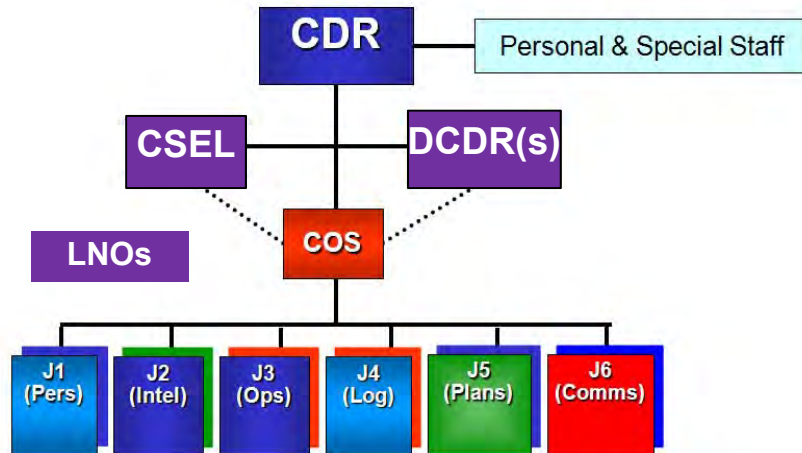 CDR
Personal & Special Staff
CSEL
DCDR(s)
COS
LNOs
J1
(Pers)
J2
(Intel)
J3
(Ops)
J4
(Log)
J5
(Plans)
J6
(Comms)